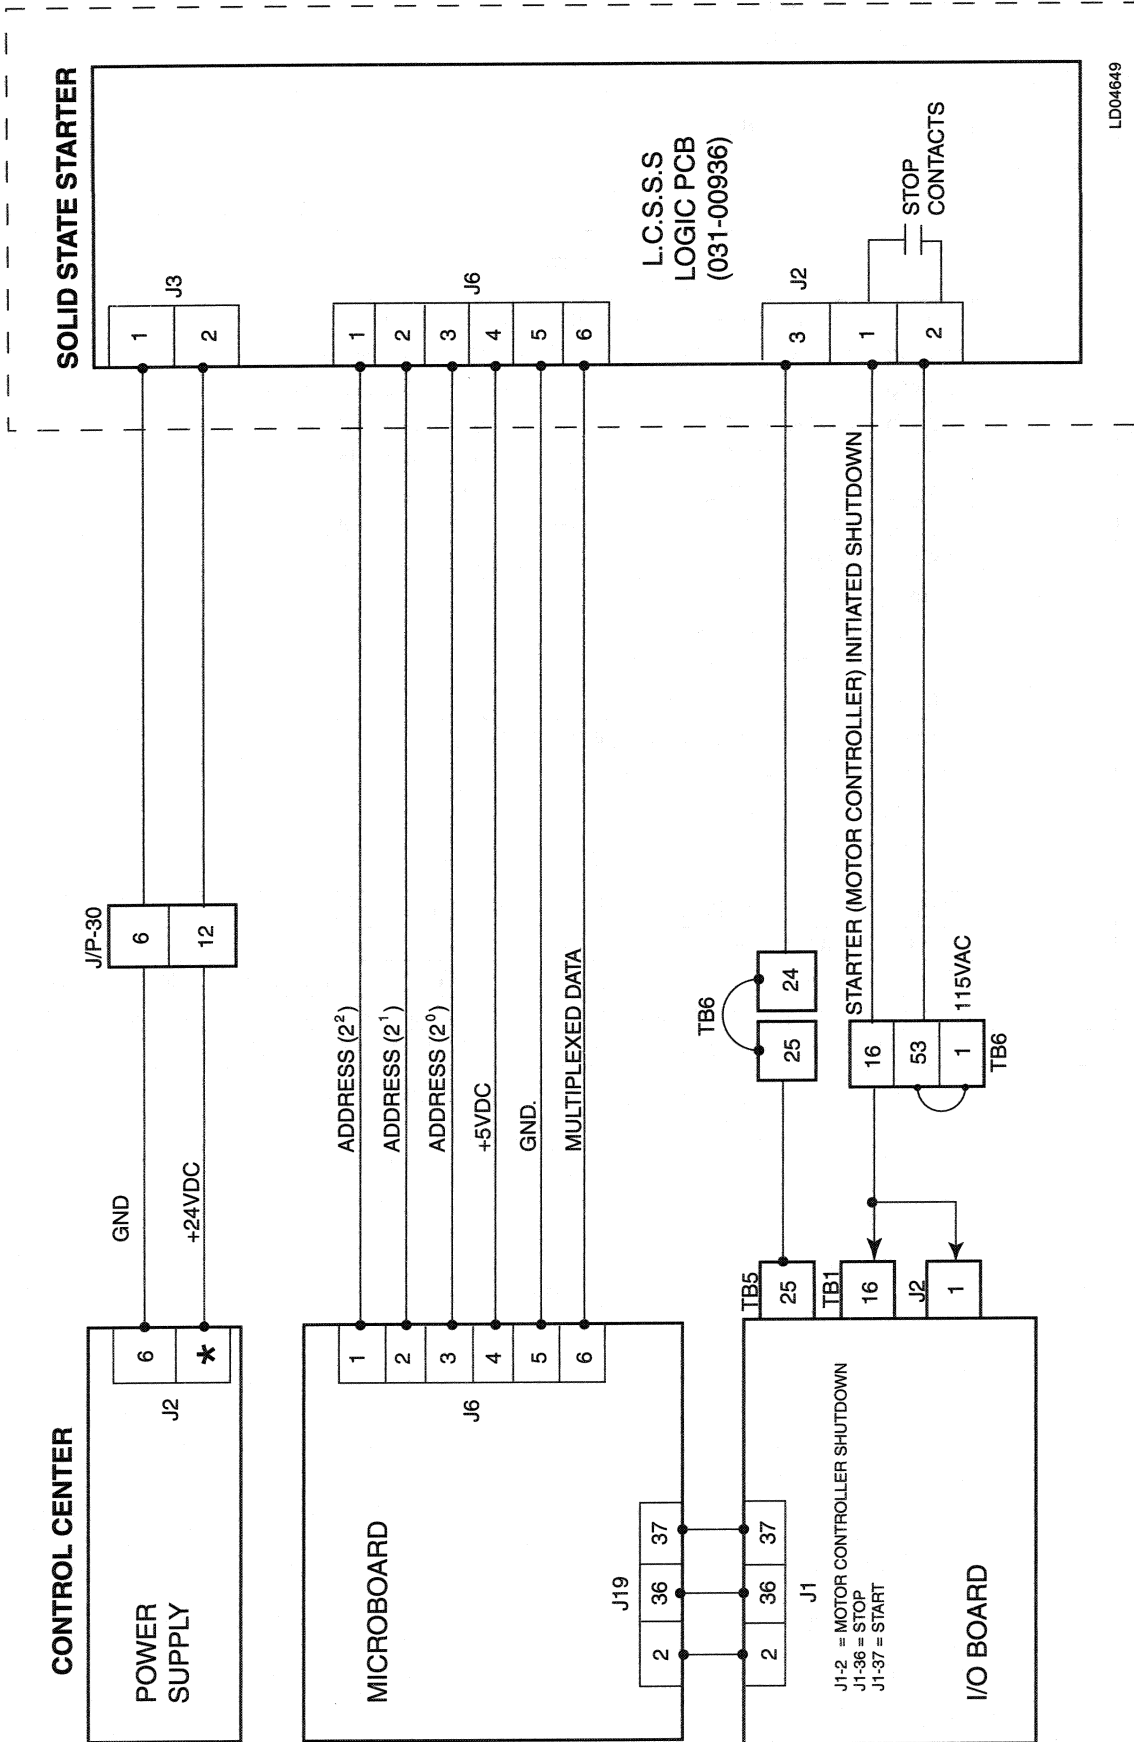 CONTROL CENTER
SOLID STATE STARTER
POWER
SUPPLY
J2
6
*
GND
+24VDC
J/P-30
6
12
1
2
J3
MICROBOARD
J6
1
2
3
4
5
6
ADDRESS (2²)
ADDRESS (2¹)
ADDRESS (2⁰)
+5VDC
GND.
MULTIPLEXED DATA
1
2
3
4
5
6
J6
L.C.S.S.S
LOGIC PCB
(031-00936)
J19
2
36
37
2
36
37
J1
J1-2 = MOTOR CONTROLLER SHUTDOWN
J1-36 = STOP
J1-37 = START
I/O BOARD
TB5
25
TB1
16
J2
1
TB6
25
24
STARTER (MOTOR CONTROLLER) INITIATED SHUTDOWN
16
53
1
115VAC
TB6
J2
3
1
2
STOP
CONTACTS
LD04649